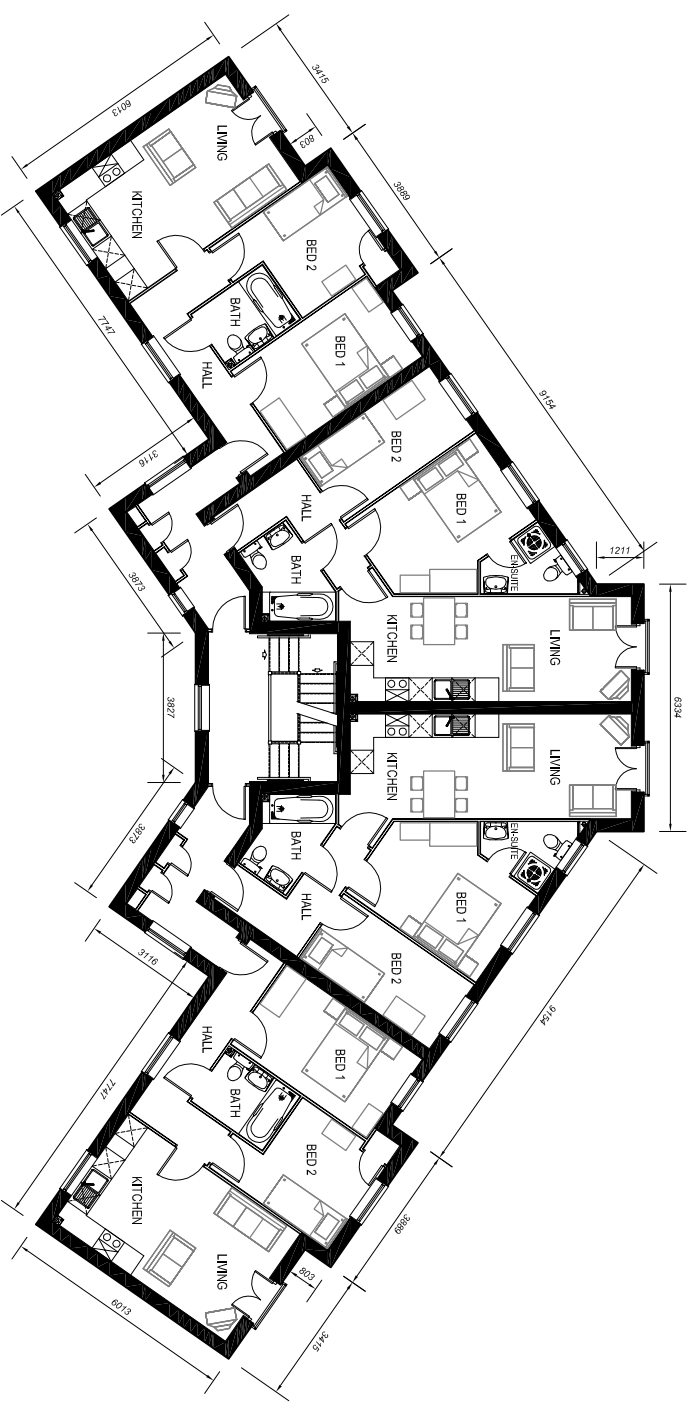 3415
6013
803
LIVING
3889
KITCHEN
BED 2
BATH
7747
BED 1
HALL
9154
3116
BED 2
BED 1
HALL
1211
EN-SUITE
BATH
3873
KITCHEN
LIVING
3827
6334
KITCHEN
LIVING
3873
EN-SUITE
BATH
BED 1
HALL
3116
BED 2
9154
HALL
BED 1
7747
BATH
BED 2
KITCHEN
3889
LIVING
803
6013
3415